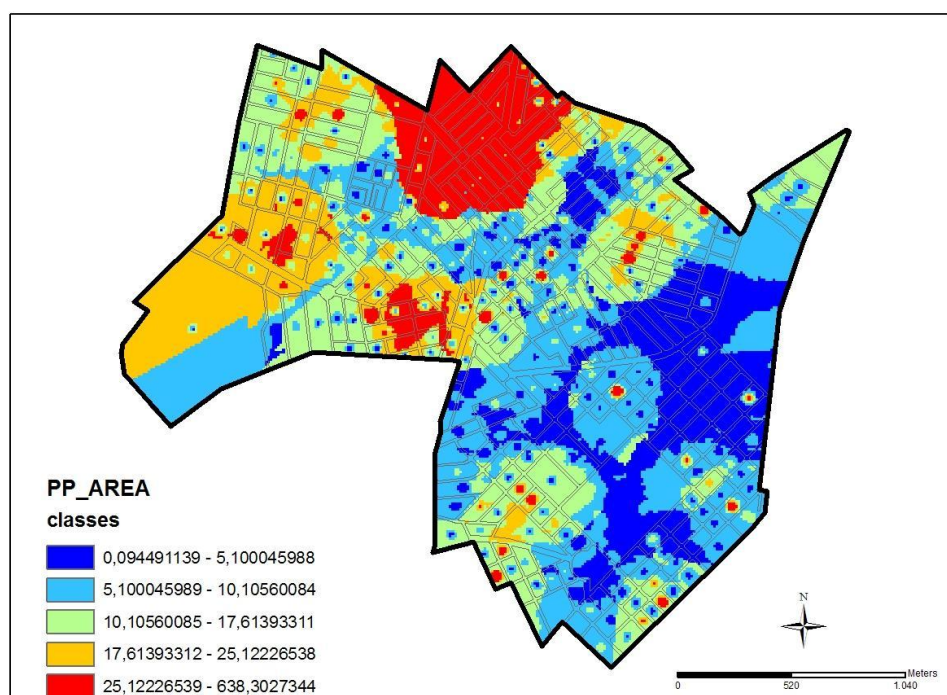 PP_AREA
classes
0,094491139 - 5,100045988
5,100045989 - 10,10560084
10,10560085 - 17,61393311
17,61393312 - 25,12226538
25,12226539 - 638,3027344
N
Meters
0 520 1.040